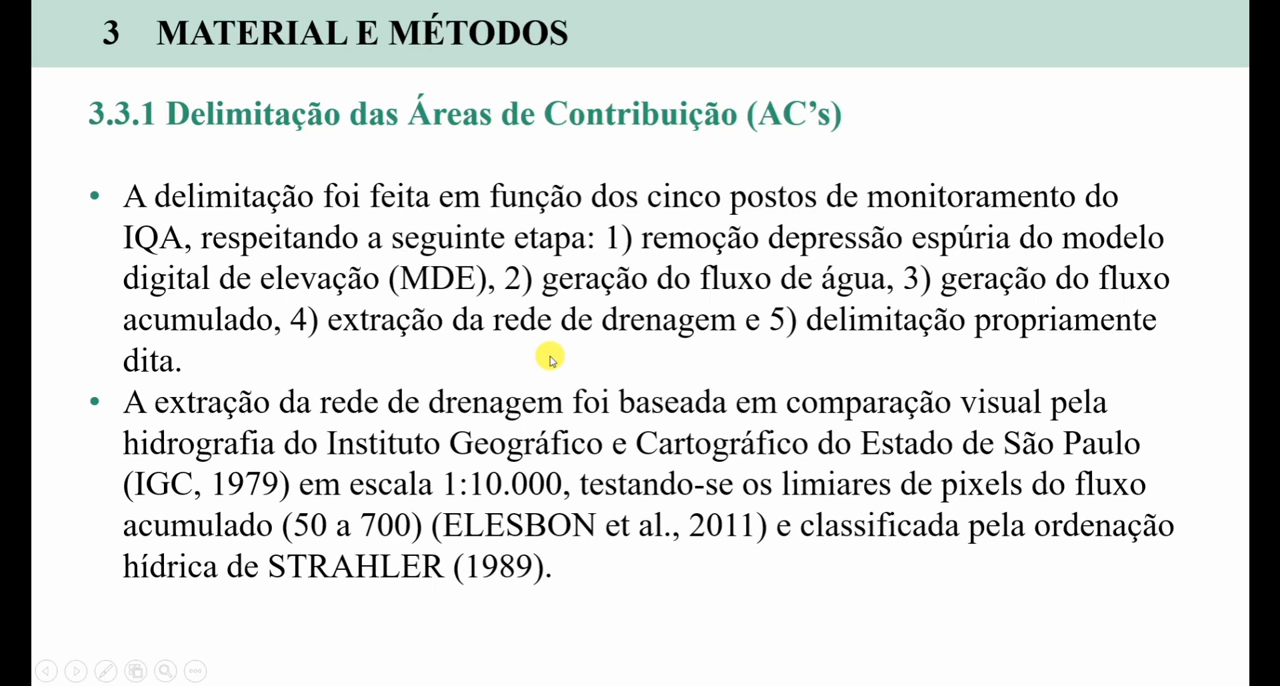 3 MATERIAL E MÉTODOS
3.3.1 Delimitação das Áreas de Contribuição (AC’s)
• A delimitação foi feita em função dos cinco postos de monitoramento do
IQA, respeitando a seguinte etapa: 1) remoção depressão espúria do modelo
digital de elevação (MDE), 2) geração do fluxo de água, 3) geração do fluxo
acumulado, 4) extração da rede de drenagem e 5) delimitação propriamente
dita.
• A extração da rede de drenagem foi baseada em comparação visual pela
hidrografia do Instituto Geográfico e Cartográfico do Estado de São Paulo
(IGC, 1979) em escala 1:10.000, testando-se os limiares de pixels do fluxo
acumulado (50 a 700) (ELESBON et al., 2011) e classificada pela ordenação
hídrica de STRAHLER (1989).